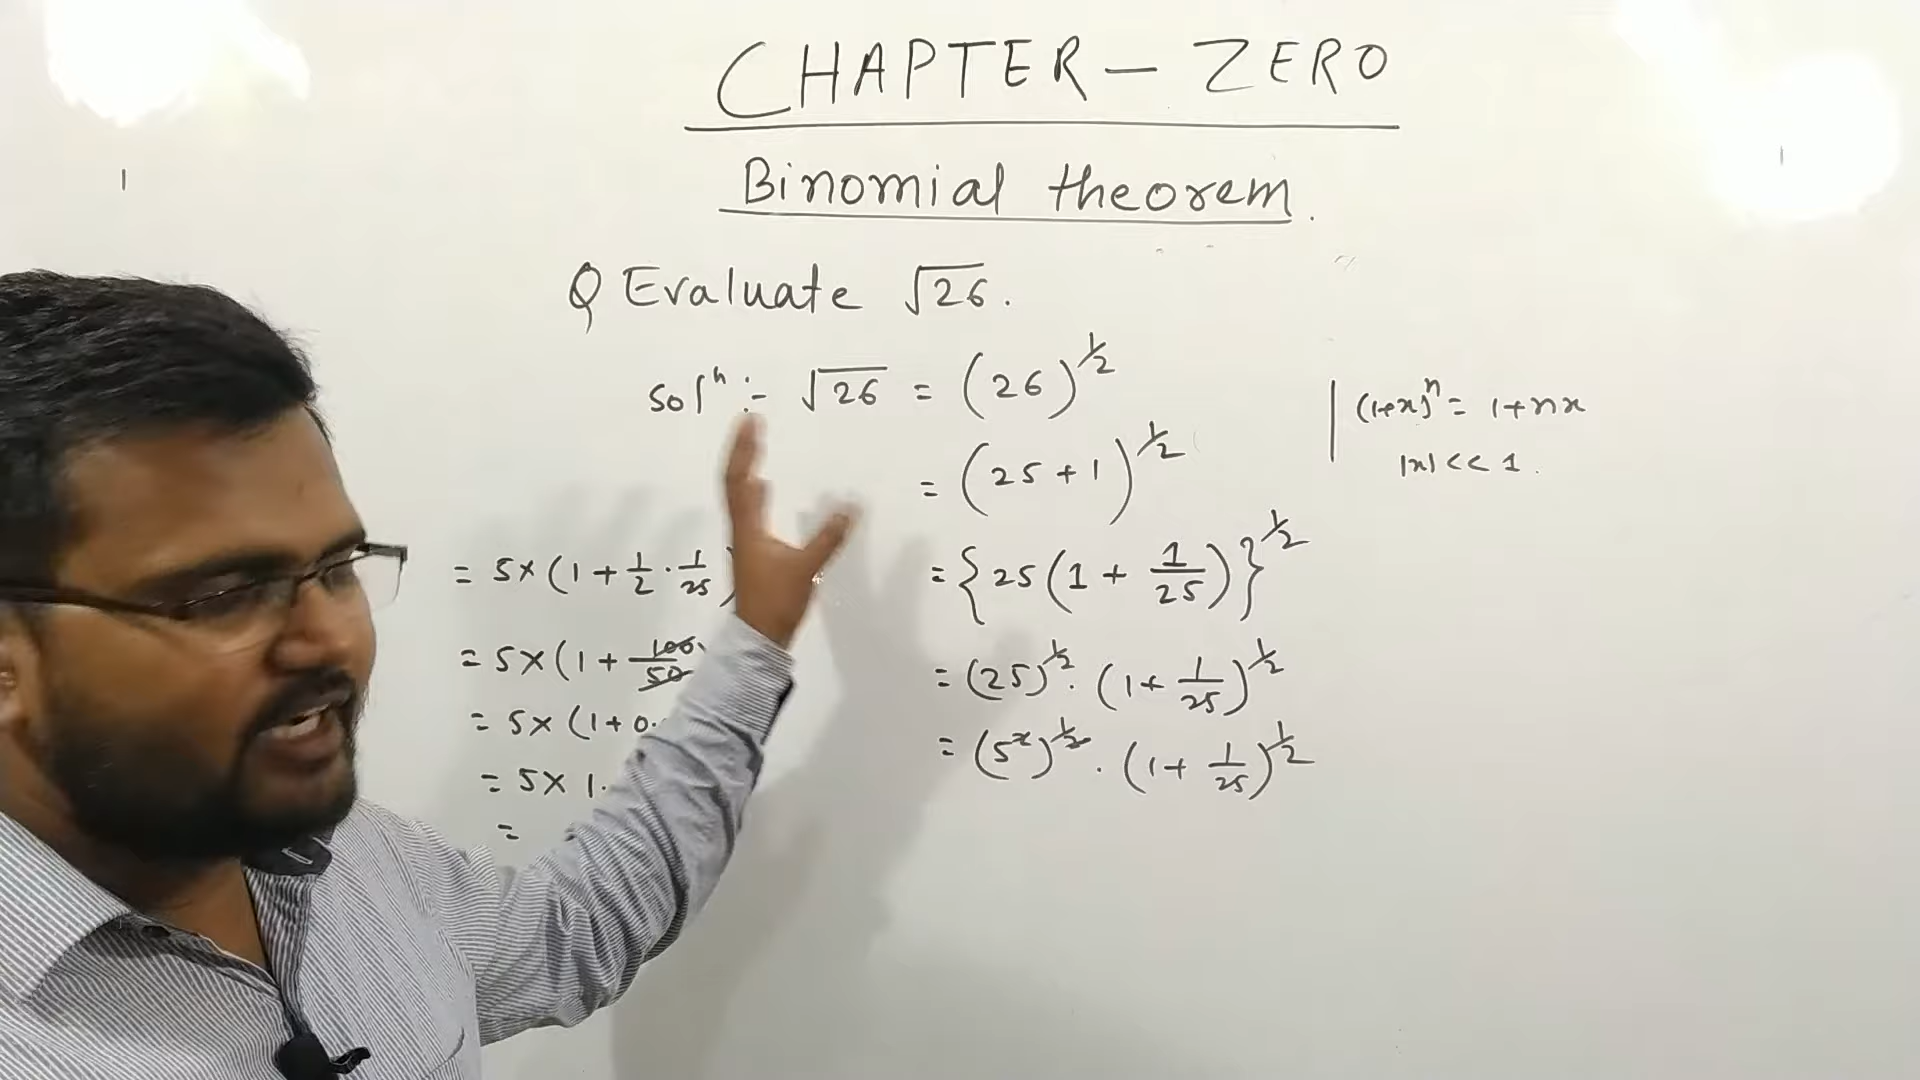 CHAPTER - ZERO
Binomial theorem.
Q Evaluate √26.
solⁿ :- √26 = (26)^1/2
= (25 + 1)^1/2
= {25(1 + 1/25)}^1/2
= (25)^1/2 . (1 + 1/25)^1/2
= (5²)^1/2 . (1 + 1/25)^1/2
(1+x)ⁿ = 1 + nx
|x| << 1.
= 5 × (1 + 1/2 . 1/25)
= 5 × (1 + 100/50
= 5 × (1 + 0.
= 5 × 1.
=